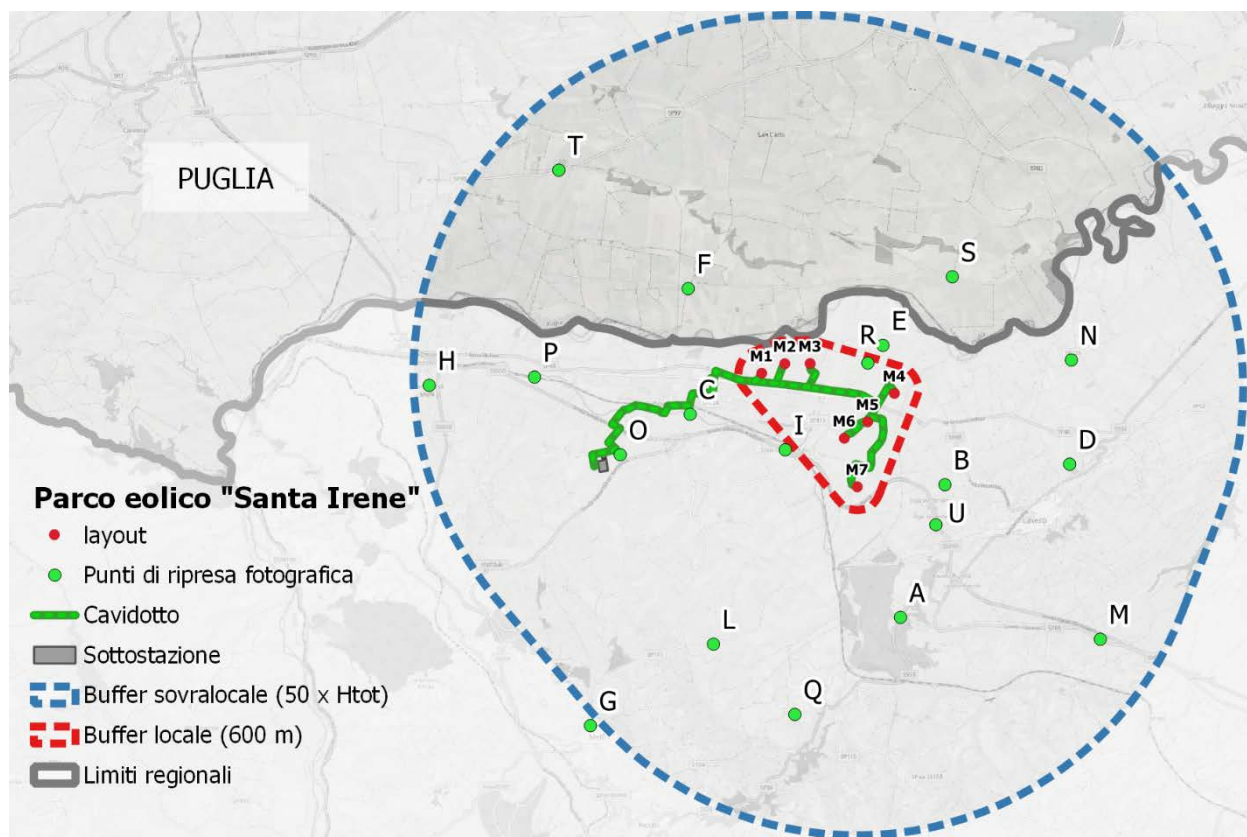 PUGLIA
T
F
S
E
R
N
H
P
M1
M2
M3
M4
C
M5
M6
I
O
M7
B
D
U
A
M
L
Q
G
Parco eolico "Santa Irene"
layout
Punti di ripresa fotografica
Cavidotto
Sottostazione
Buffer sovralocale (50 x Htot)
Buffer locale (600 m)
Limiti regionali